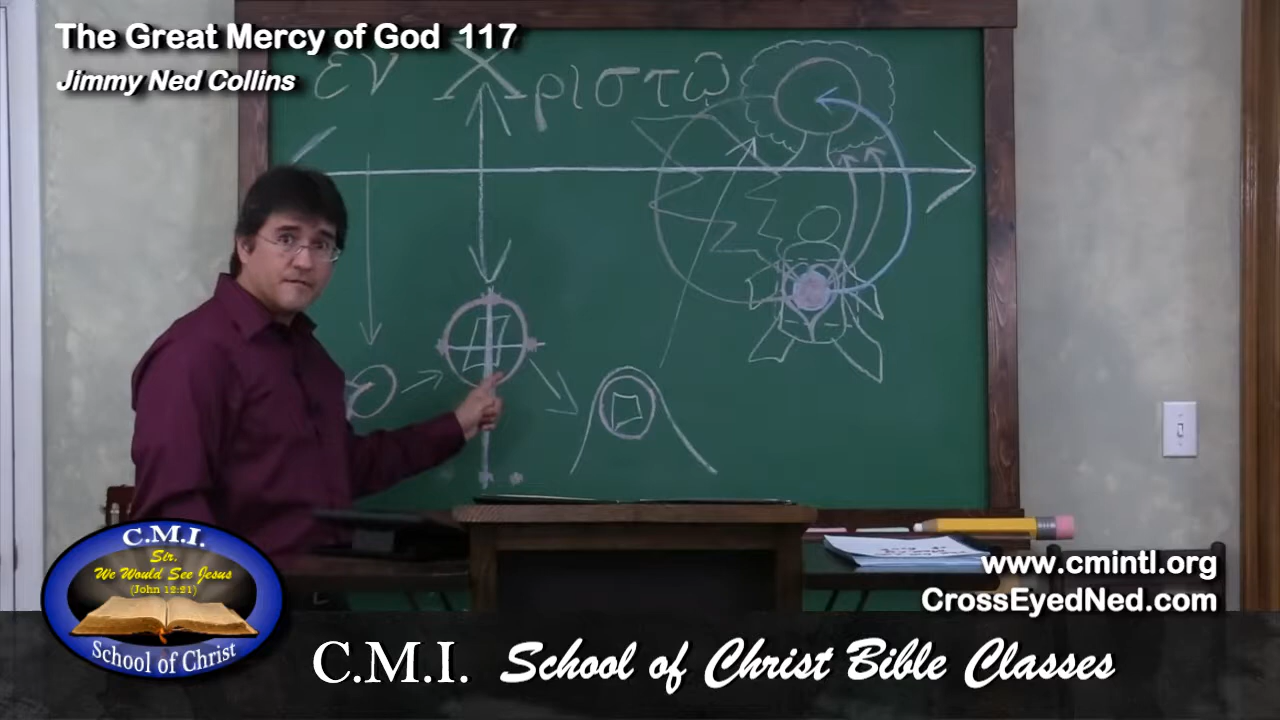 The Great Mercy of God 117
Jimmy Ned Collins
ἐν Χριστῷ
C.M.I.
Sir,
We Would See Jesus
(John 12:21)
School of Christ
www.cmintl.org
CrossEyedNed.com
C.M.I. School of Christ Bible Classes